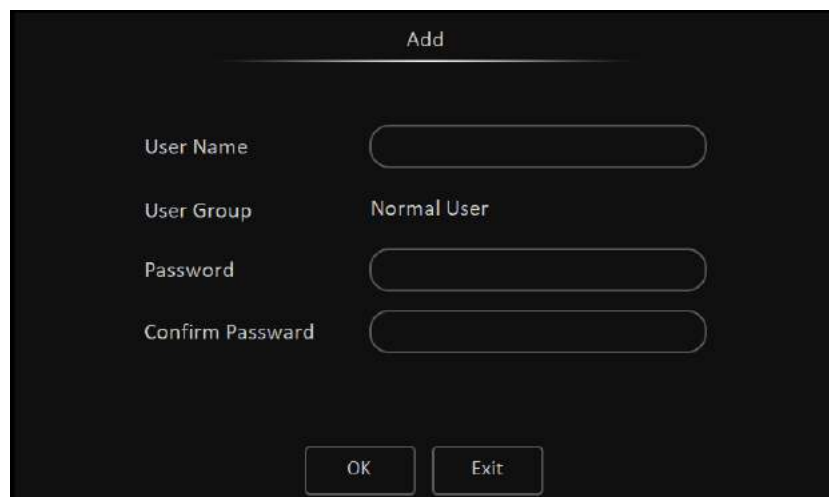 Add
User Name
User Group Normal User
Password
Confirm Passward
OK Exit